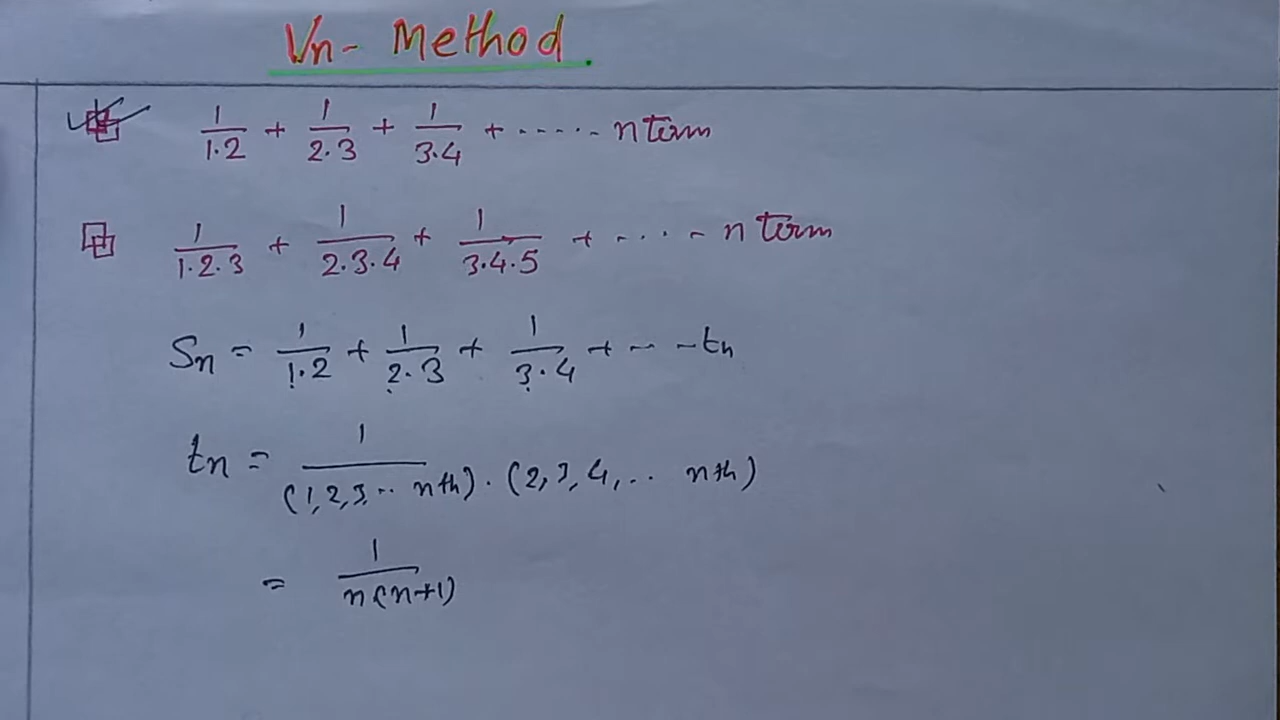 Vn- Method.
1/1·2 + 1/2·3 + 1/3·4 + ······ n term
1/1·2·3 + 1/2·3·4 + 1/3·4·5 + ····- n term
Sn = 1/1·2 + 1/2·3 + 1/3·4 + -- -tn
tn = 1/(1,2,3,·· nth)·(2,3,4,.. nth)
= 1/n(n+1)